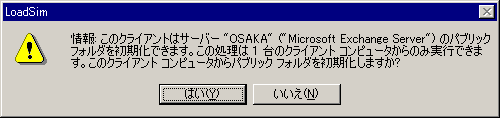 LoadSim
情報: このクライアントはサーバー "OSAKA" ("Microsoft Exchange Server") のパブリック
フォルダを初期化できます。この処理は 1 台のクライアント コンピュータからのみ実行できま
す。このクライアント コンピュータからパブリック フォルダを初期化しますか?
はい(Y)
いいえ(N)